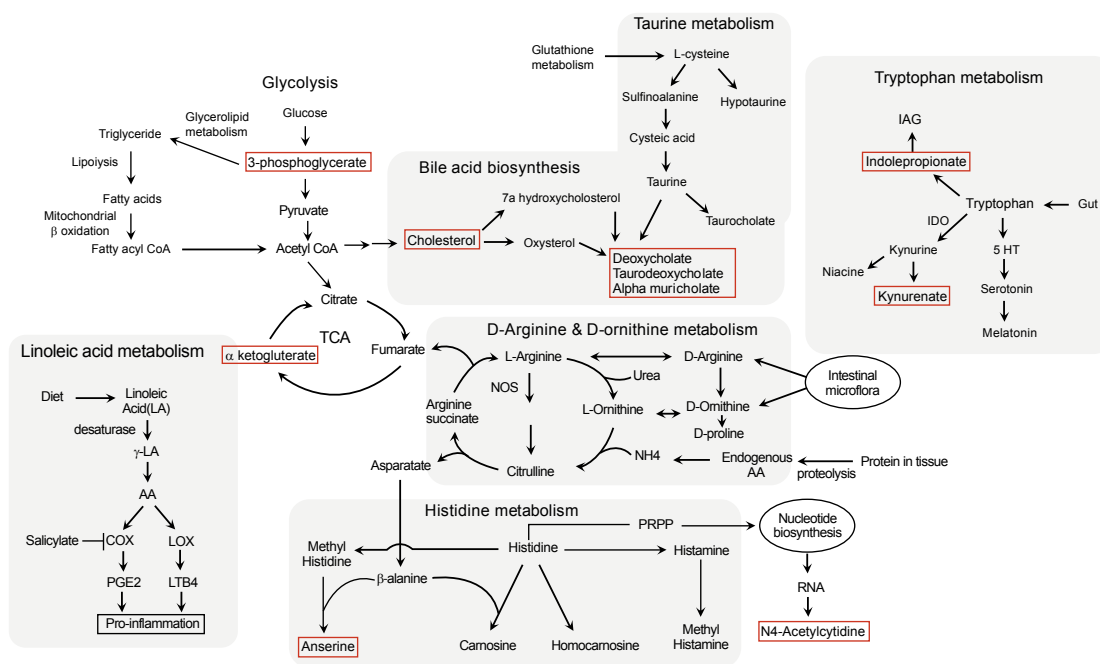 Taurine metabolism
Glutathione
metabolism
L-cysteine
Sulfinoalanine
Hypotaurine
Cysteic acid
Taurine
Taurocholate
Tryptophan metabolism
IAG
Indolepropionate
Tryptophan
Gut
IDO
Kynurine
5 HT
Niacine
Kynurenate
Serotonin
Melatonin
Glycolysis
Glycerolipid
metabolism
Glucose
Triglyceride
3-phosphoglycerate
Lipoiysis
Fatty acids
Pyruvate
Mitochondrial
β oxidation
Fatty acyl CoA
Acetyl CoA
Bile acid biosynthesis
7a hydroxycholsterol
Cholesterol
Oxysterol
Deoxycholate
Taurodeoxycholate
Alpha muricholate
Citrate
TCA
Fumarate
α ketogluterate
Linoleic acid metabolism
Diet
Linoleic
Acid(LA)
desaturase
γ-LA
AA
Salicylate
COX
LOX
PGE2
LTB4
Pro-inflammation
D-Arginine & D-ornithine metabolism
L-Arginine
D-Arginine
NOS
Urea
Intestinal
microflora
Arginine
succinate
L-Ornithine
D-Ornithine
D-proline
Asparatate
Citrulline
NH4
Endogenous
AA
proteolysis
Protein in tissue
Histidine metabolism
PRPP
Nucleotide
biosynthesis
Methyl
Histidine
Histidine
Histamine
β-alanine
RNA
Anserine
Carnosine
Homocarnosine
Methyl
Histamine
N4-Acetylcytidine